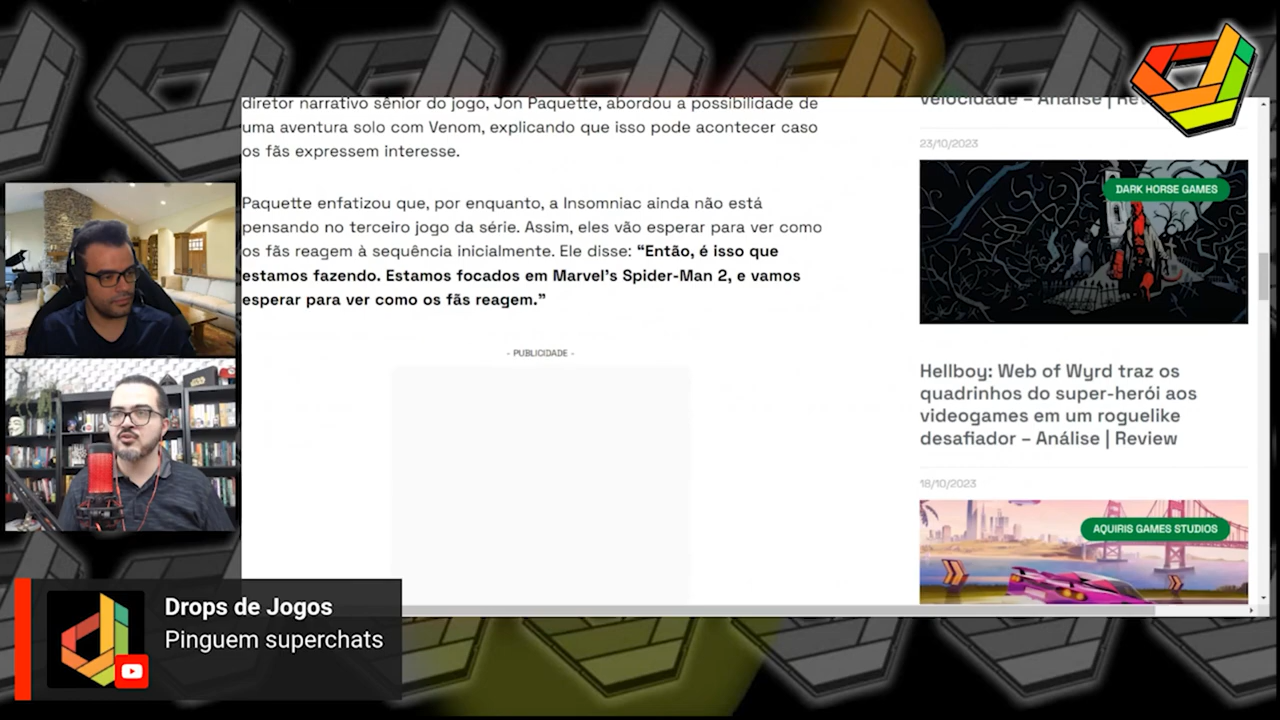 diretor narrativo sênior do jogo, Jon Paquette, abordou a possibilidade de
uma aventura solo com Venom, explicando que isso pode acontecer caso
os fãs expressem interesse.
Paquette enfatizou que, por enquanto, a Insomniac ainda não está
pensando no terceiro jogo da série. Assim, eles vão esperar para ver como
os fãs reagem à sequência inicialmente. Ele disse: “Então, é isso que
estamos fazendo. Estamos focados em Marvel’s Spider-Man 2, e vamos
esperar para ver como os fãs reagem.”
- PUBLICIDADE -
velocidade – Análise |
23/10/2023
DARK HORSE GAMES
Hellboy: Web of Wyrd traz os
quadrinhos do super-herói aos
videogames em um roguelike
desafiador – Análise | Review
18/10/2023
AQUIRIS GAMES STUDIOS
Drops de Jogos
Pinguem superchats